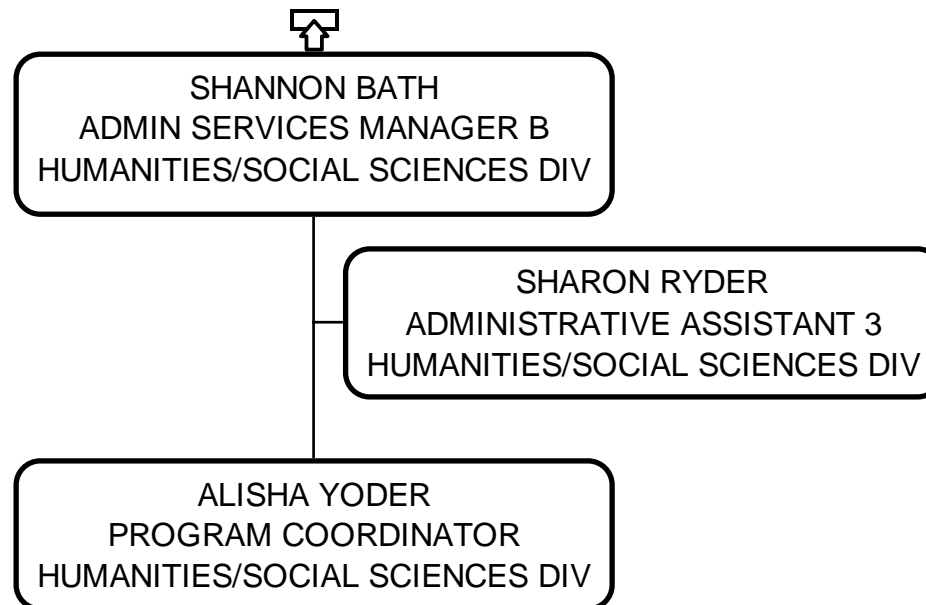 SHANNON BATH
ADMIN SERVICES MANAGER B
HUMANITIES/SOCIAL SCIENCES DIV
SHARON RYDER
ADMINISTRATIVE ASSISTANT 3
HUMANITIES/SOCIAL SCIENCES DIV
ALISHA YODER
PROGRAM COORDINATOR
HUMANITIES/SOCIAL SCIENCES DIV